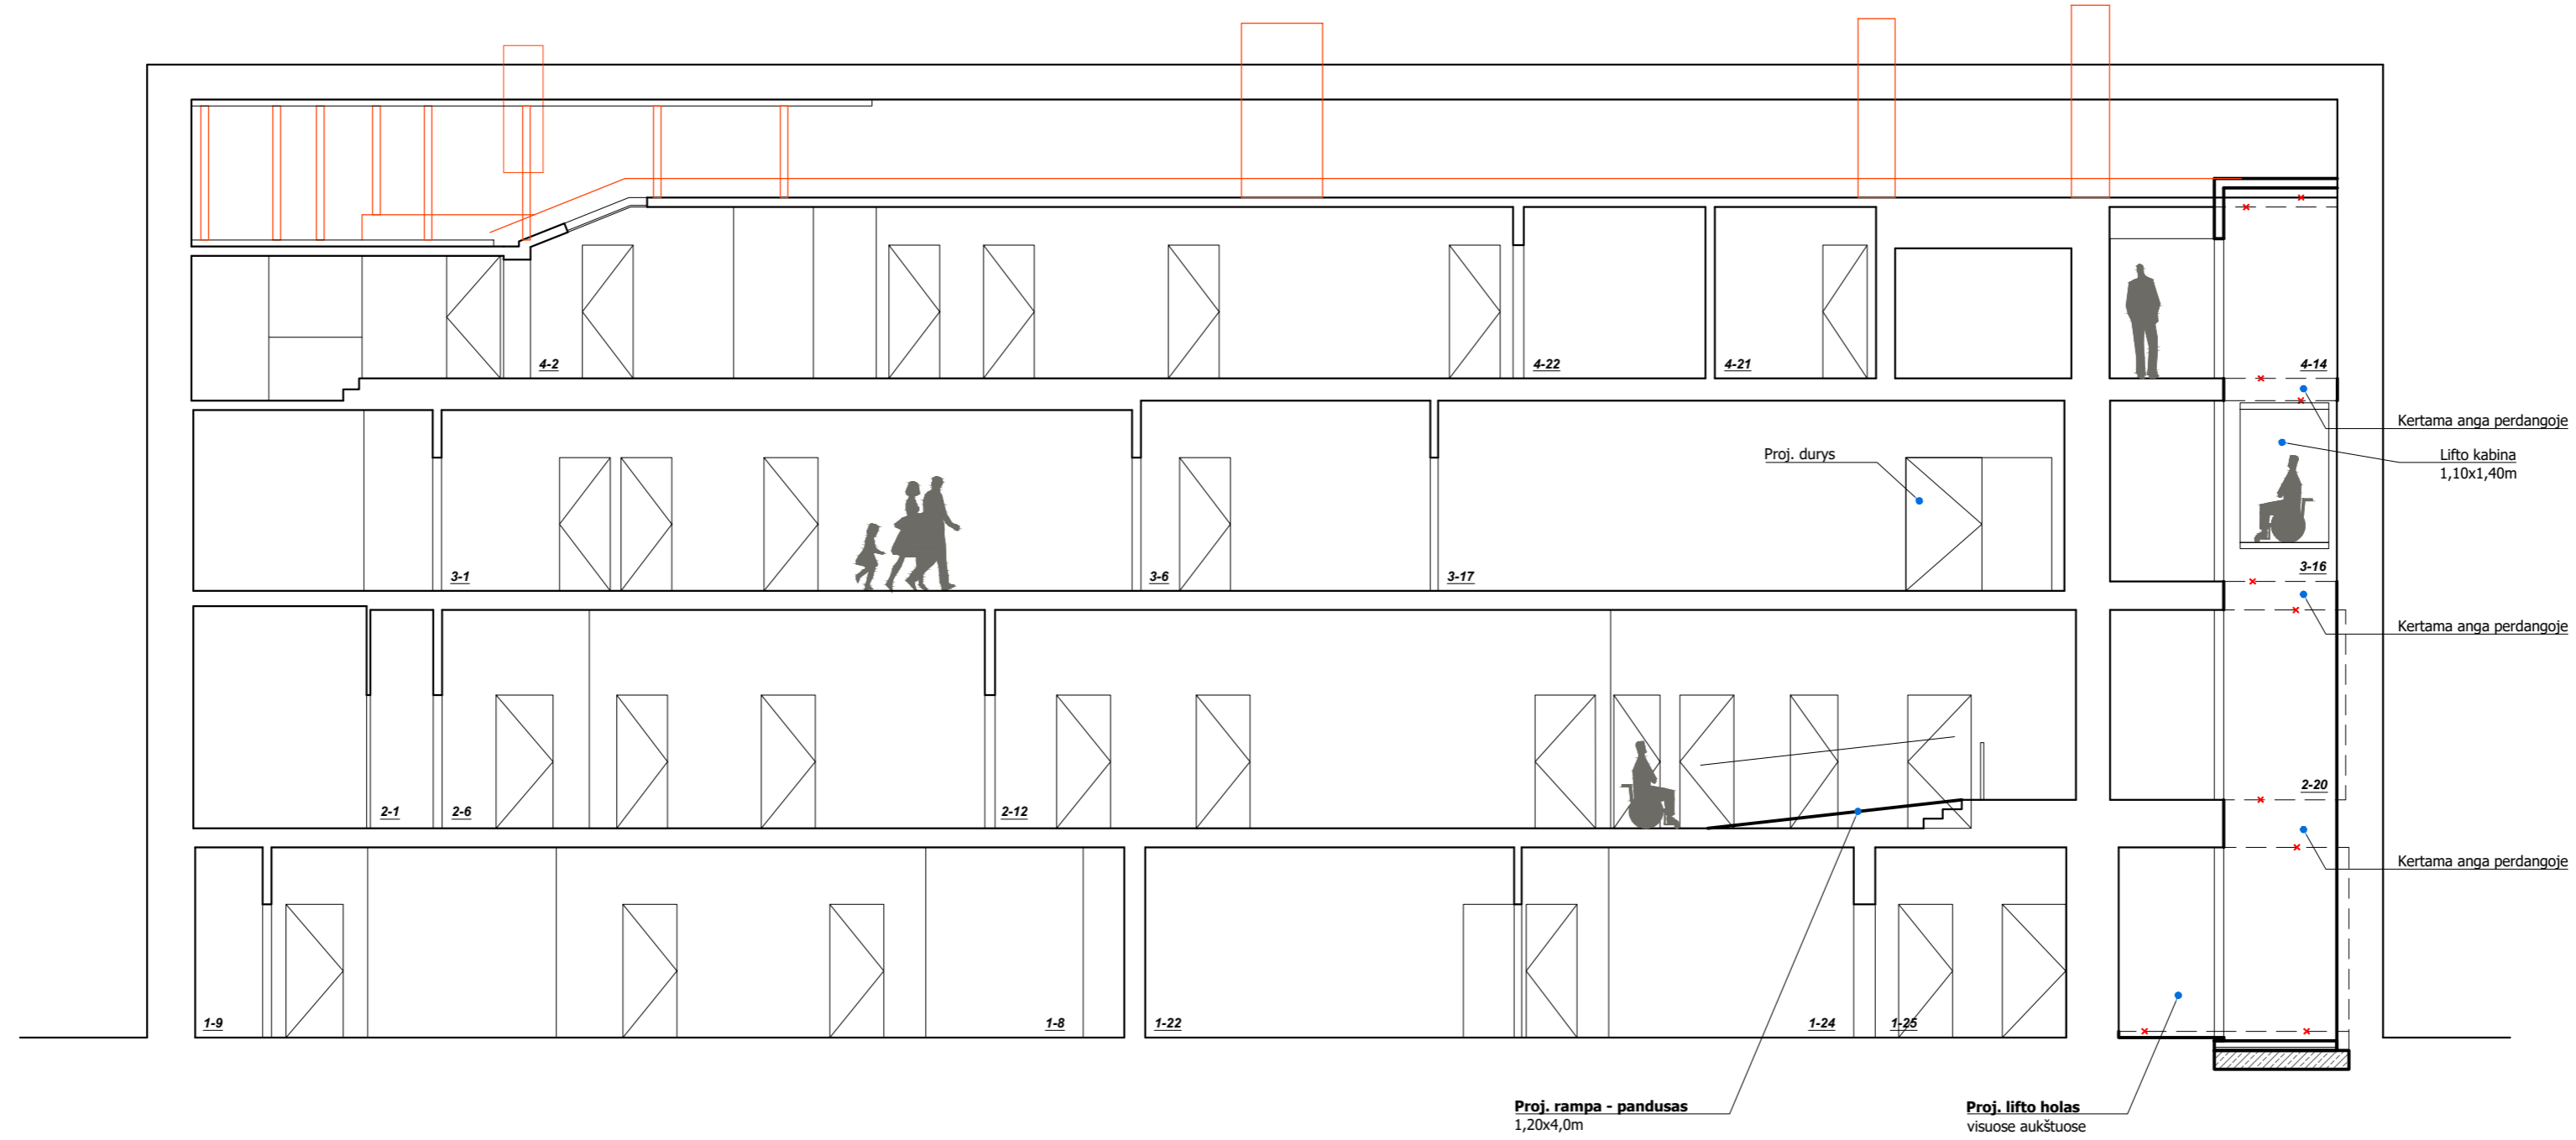 4-2
4-22
4-21
4-14
Kertama anga perdangoje
Lifto kabina
1,10x1,40m
Proj. durys
3-1
3-6
3-17
3-16
Kertama anga perdangoje
2-1
2-6
2-12
2-20
Kertama anga perdangoje
1-9
1-8
1-22
1-24
1-25
Proj. rampa - pandusas
1,20x4,0m
Proj. lifto holas
visuose aukštuose